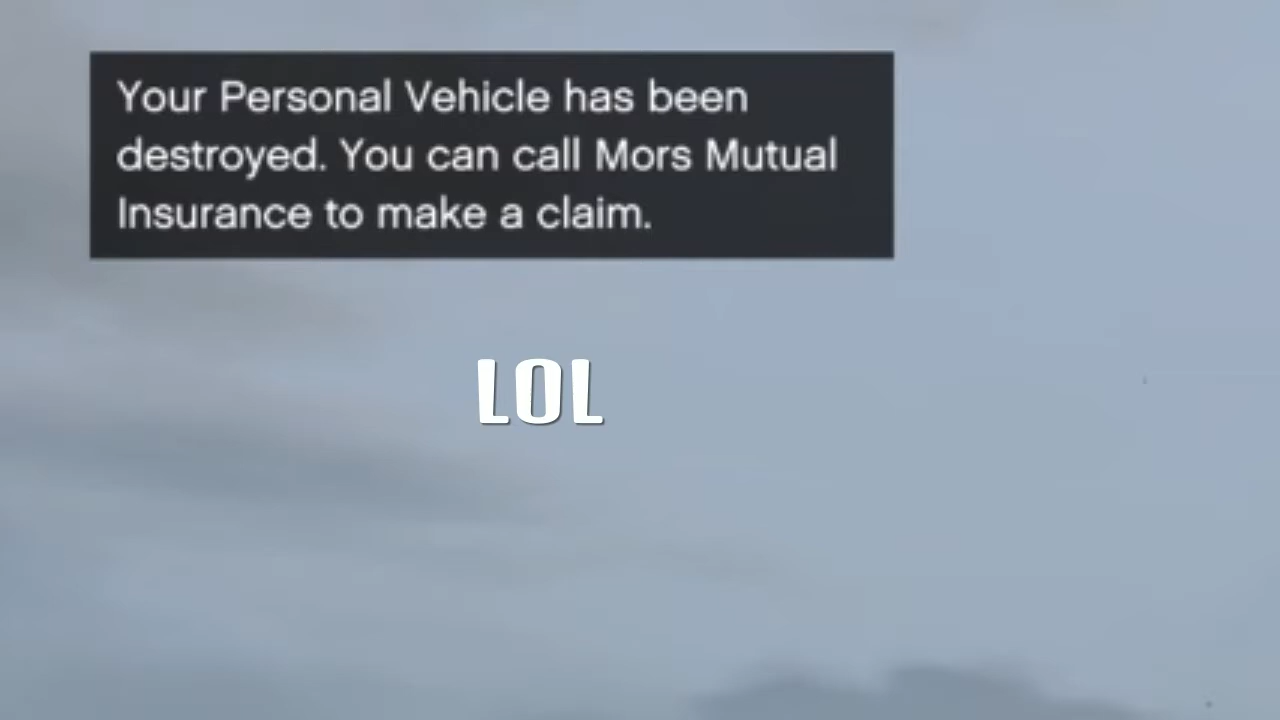 Your Personal Vehicle has been
destroyed. You can call Mors Mutual
Insurance to make a claim.
LOL